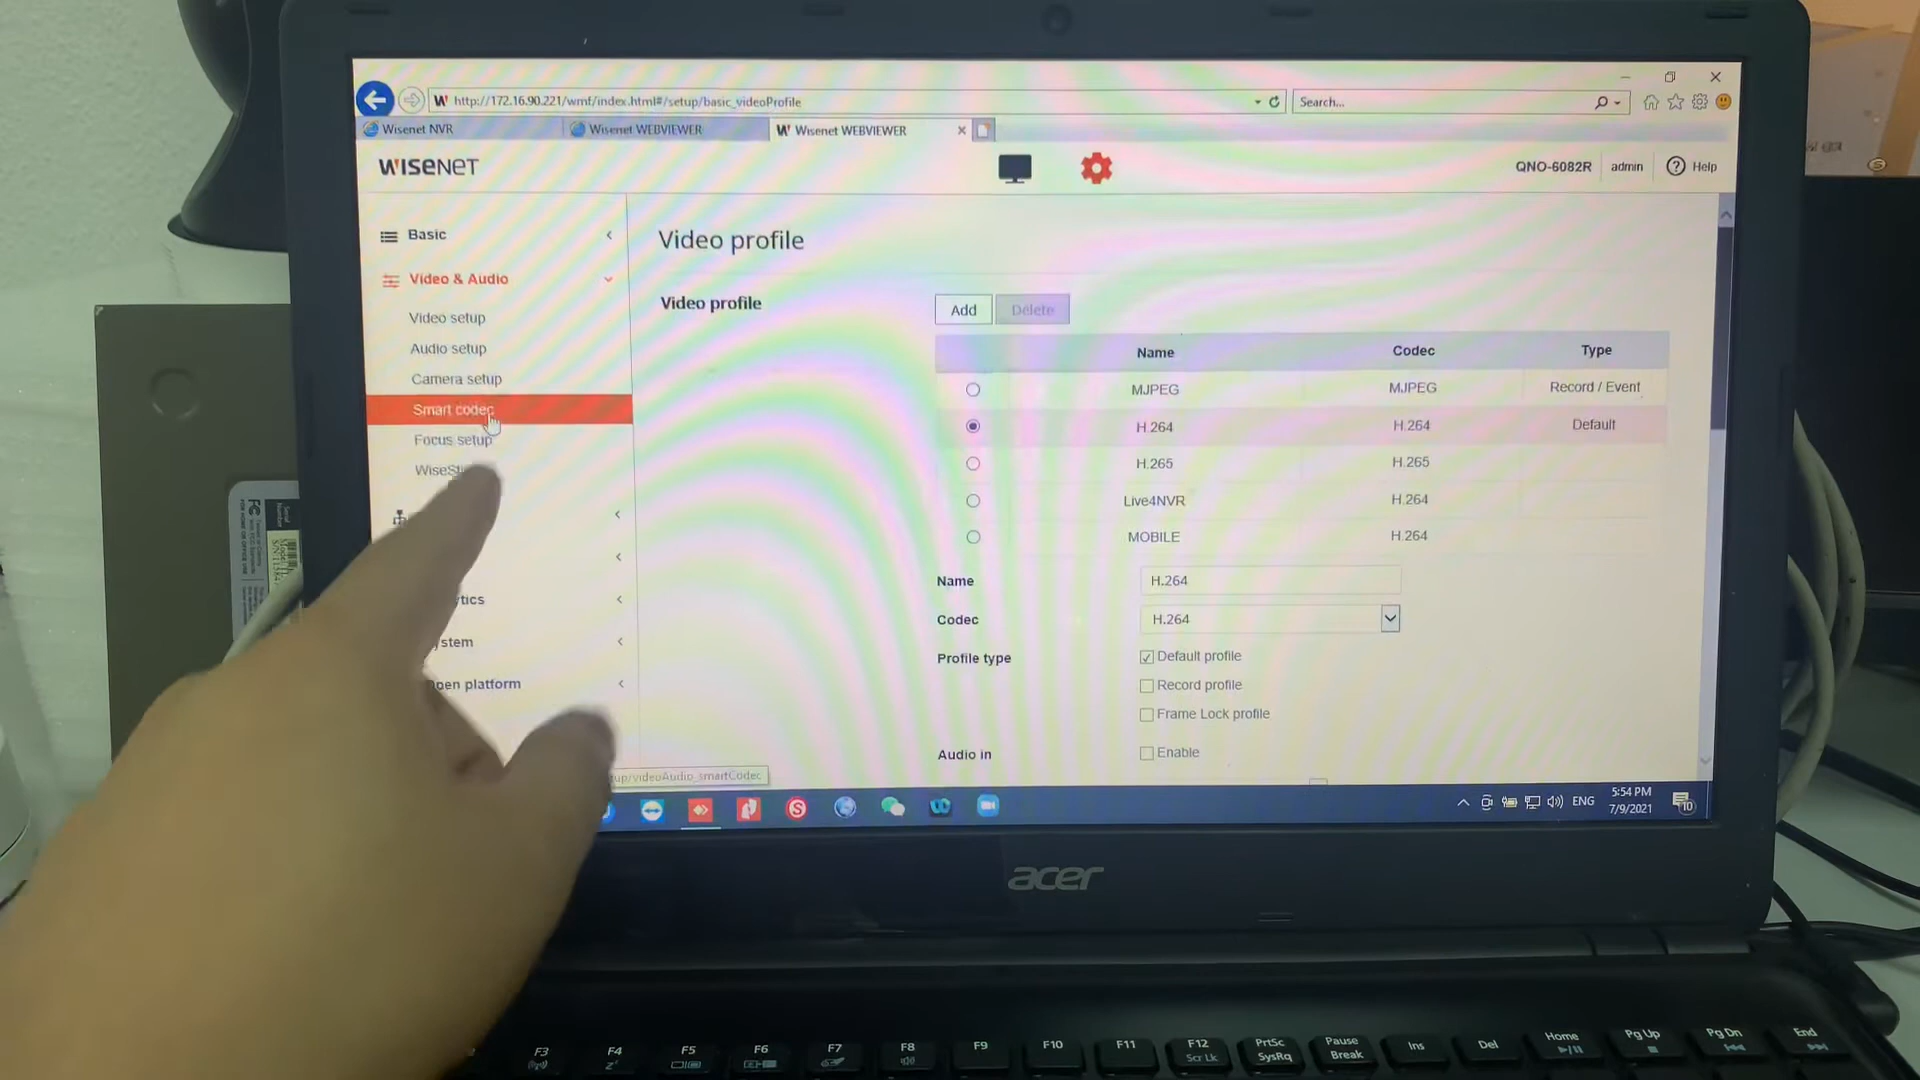 http://172.16.90.221/wmf/index.html#/setup/basic_videoProfile
Search...
Wisenet NVR
Wisenet WEBVIEWER
Wisenet WEBVIEWER
WISENET
QNO-6082R
admin
Help
Basic
Video & Audio
Video setup
Audio setup
Camera setup
Smart codec
Focus setup
WiseSt
tics
stem
pen platform
Video profile
Video profile
Add
Delete
Name
Codec
Type
MJPEG
MJPEG
Record / Event
H.264
H.264
Default
H.265
H.265
Live4NVR
H.264
MOBILE
H.264
Name
H.264
Codec
H.264
Profile type
Default profile
Record profile
Frame Lock profile
Audio in
Enable
up/videoAudio_smartCodec
ENG
5:54 PM
7/9/2021
10
acer
F3
F4
F5
F6
F7
F8
F9
F10
F11
F12
Scr Lk
PrtSc
SysRq
Pause
Break
Ins
Del
Home
Pg Up
Pg Dn
End